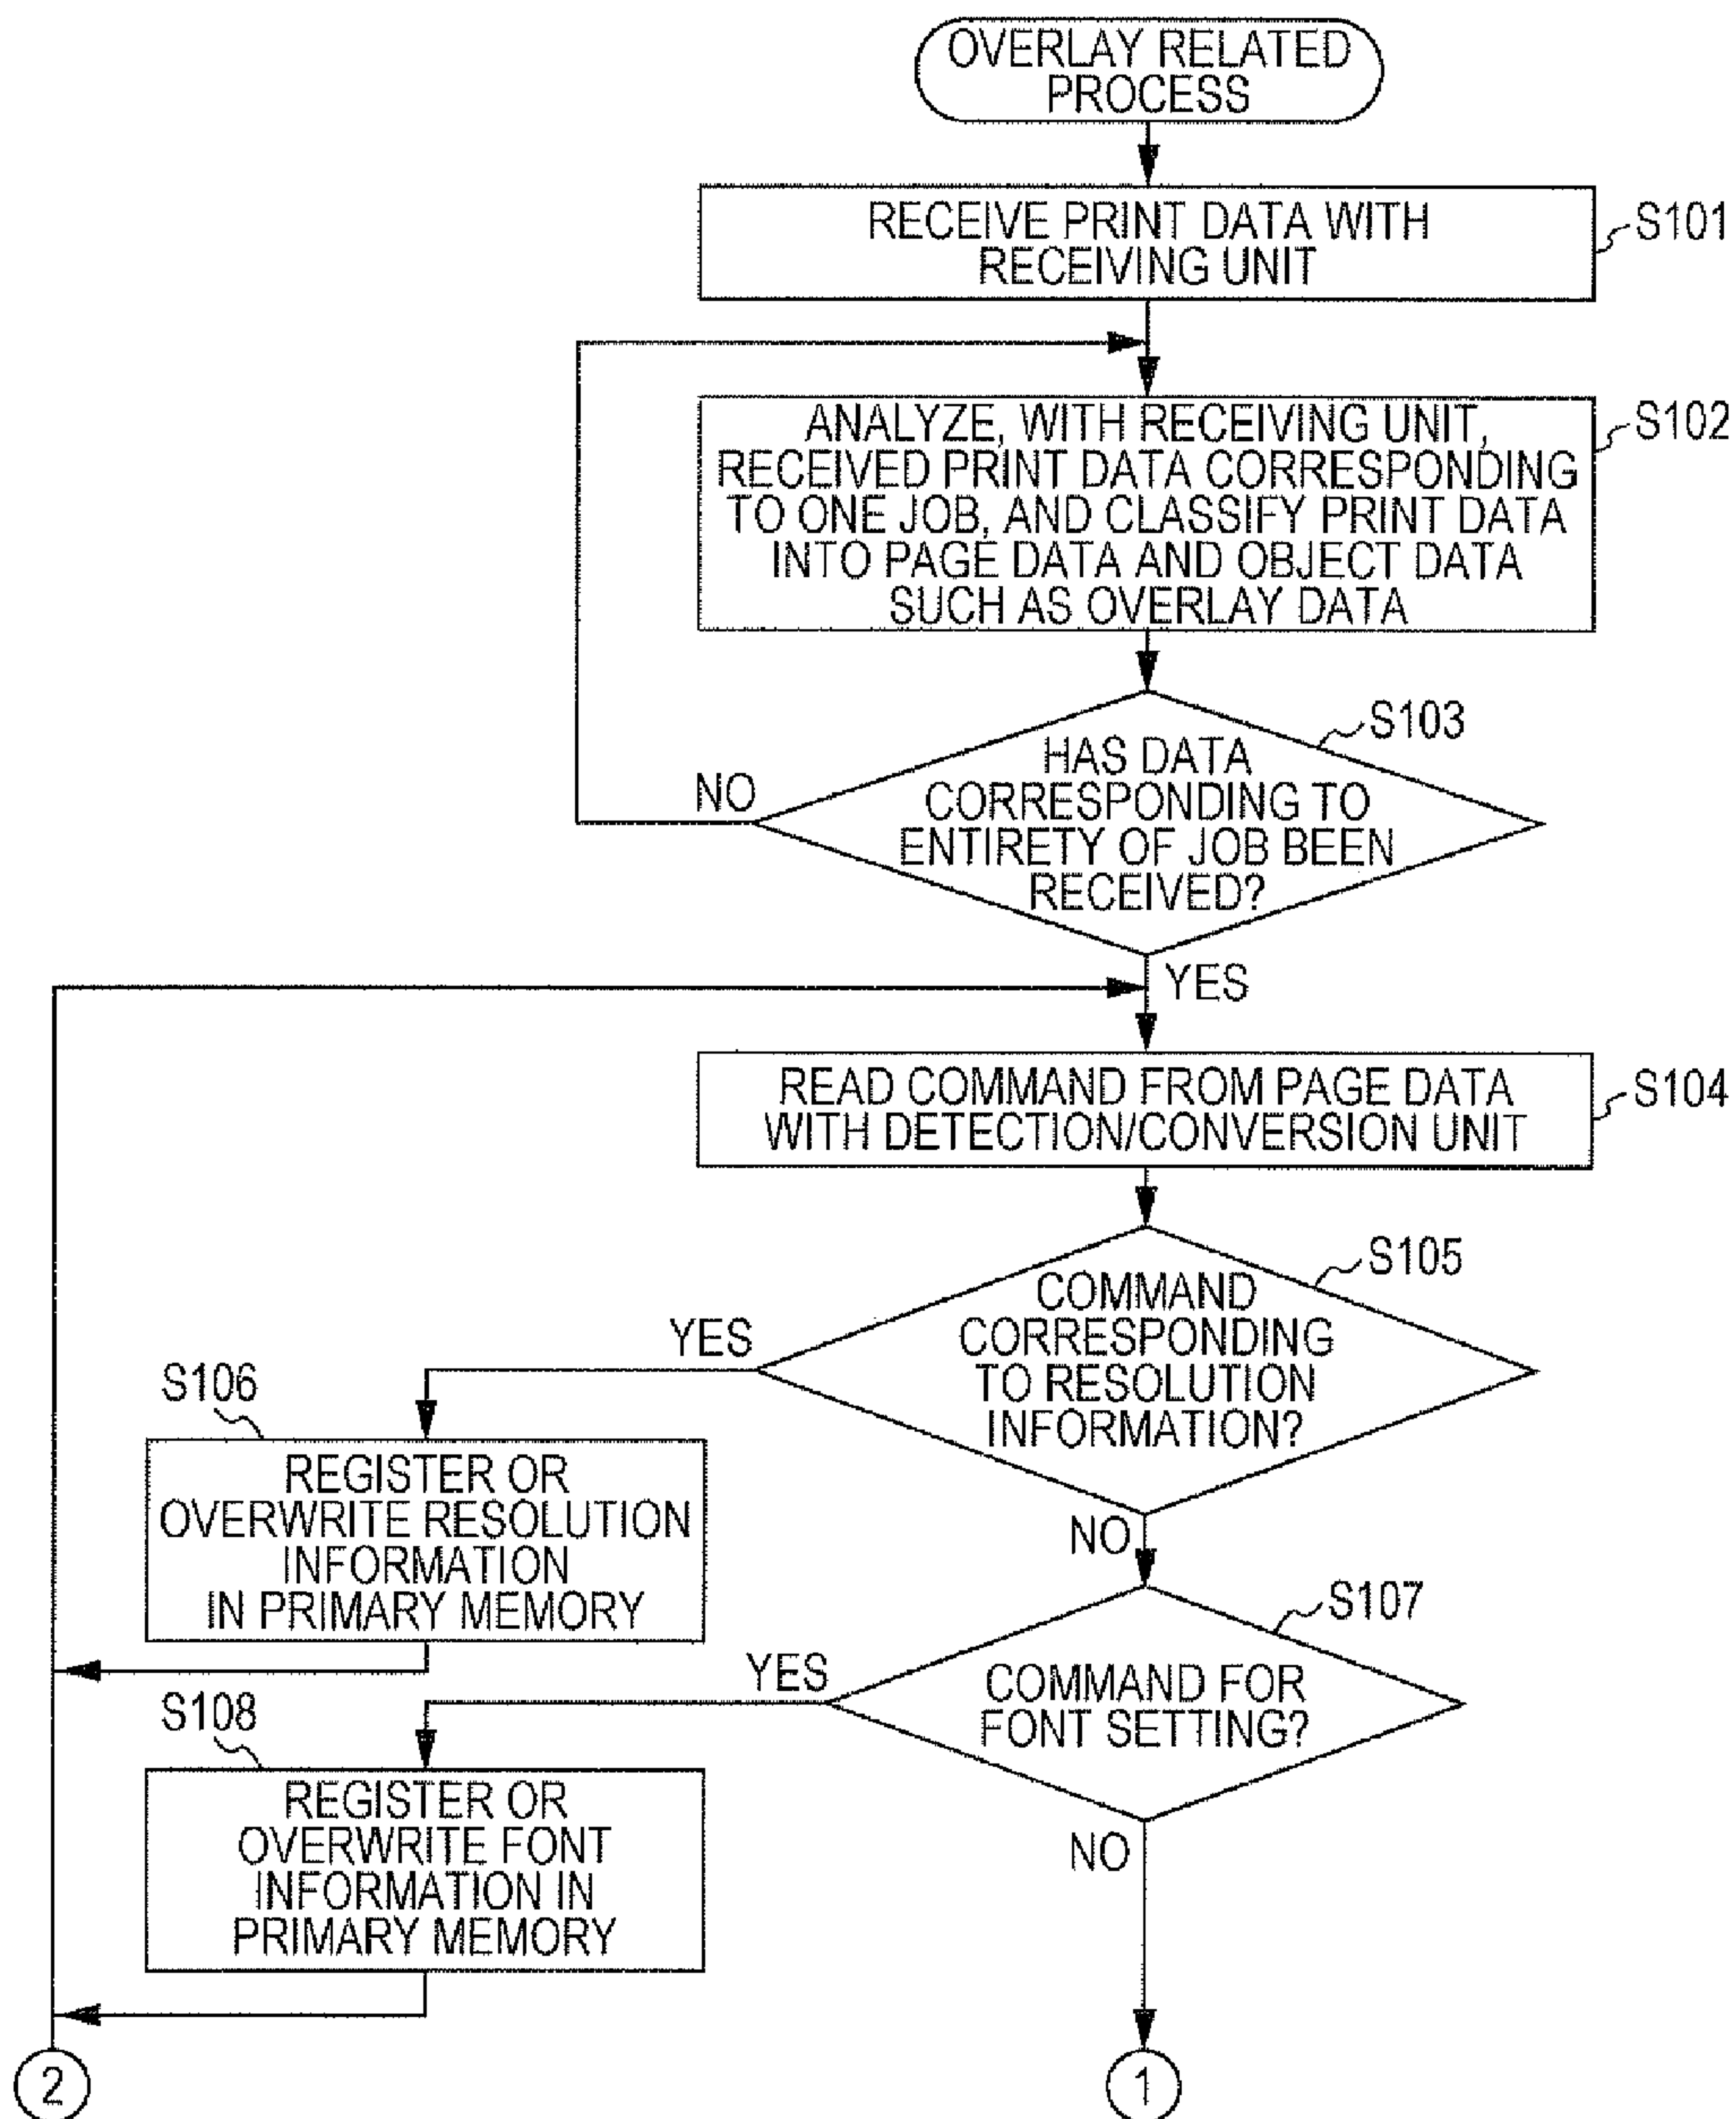 OVERLAY RELATED
PROCESS
RECEIVE PRINT DATA WITH
RECEIVING UNIT
S101
ANALYZE, WITH RECEIVING UNIT,
RECEIVED PRINT DATA CORRESPONDING
TO ONE JOB, AND CLASSIFY PRINT DATA
INTO PAGE DATA AND OBJECT DATA
SUCH AS OVERLAY DATA
S102
S103
HAS DATA
CORRESPONDING TO
ENTIRETY OF JOB BEEN
RECEIVED?
NO
YES
READ COMMAND FROM PAGE DATA
WITH DETECTION/CONVERSION UNIT
S104
S105
COMMAND
CORRESPONDING
TO RESOLUTION
INFORMATION?
YES
NO
S106
REGISTER OR
OVERWRITE RESOLUTION
INFORMATION
IN PRIMARY MEMORY
S107
COMMAND FOR
FONT SETTING?
YES
NO
S108
REGISTER OR
OVERWRITE FONT
INFORMATION IN
PRIMARY MEMORY
2
1